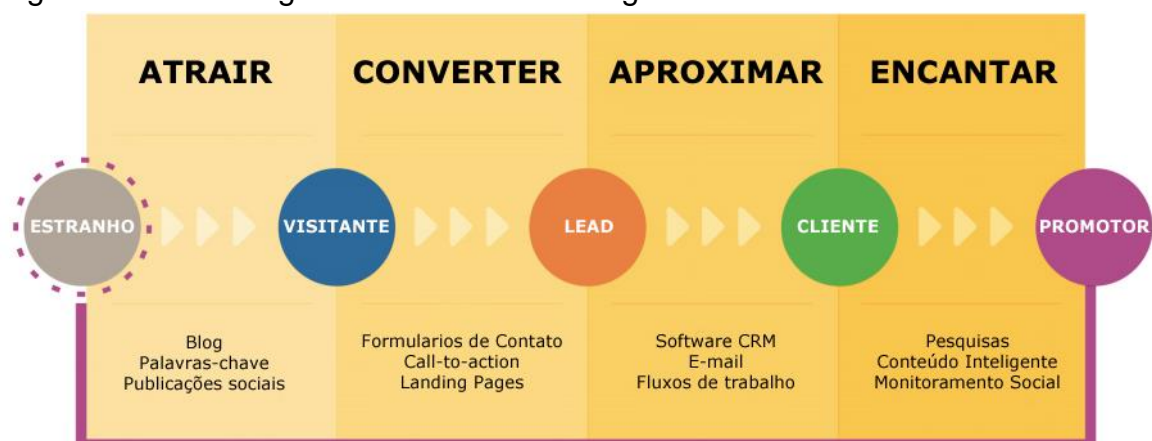 ATRAIR
CONVERTER
APROXIMAR
ENCANTAR
ESTRANHO
VISITANTE
LEAD
CLIENTE
PROMOTOR
Blog
Palavras-chave
Publicações sociais
Formularios de Contato
Call-to-action
Landing Pages
Software CRM
E-mail
Fluxos de trabalho
Pesquisas
Conteúdo Inteligente
Monitoramento Social